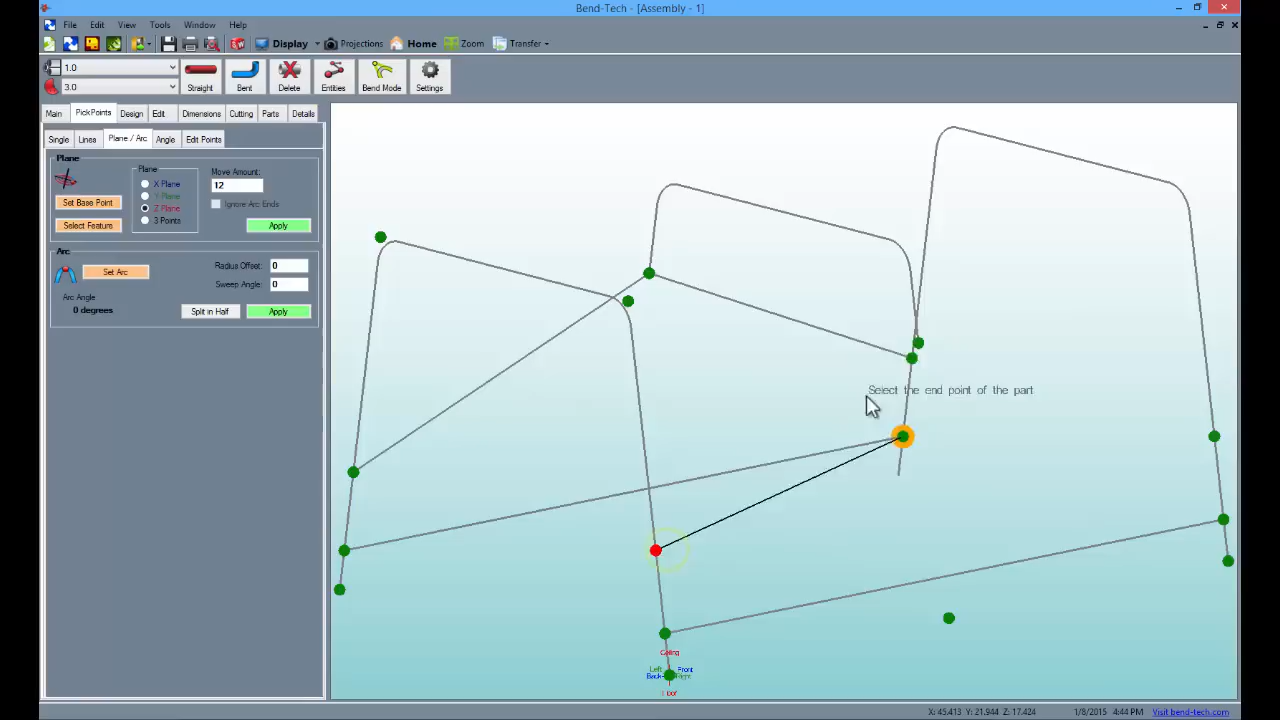 Bend-Tech - [Assembly - 1]
File Edit View Tools Window Help
Display Projections Home Zoom Transfer
1.0
3.0
Straight Bent Delete Entities Bend Mode Settings
Main PickPoints Design Edit Dimensions Cutting Parts Details
Single Lines Plane / Arc Angle Edit Points
Plane
Plane
Move Amount:
X Plane
12
Set Base Point
Y Plane
Z Plane
Ignore Arc Ends
3 Points
Select Feature
Apply
Arc
Set Arc
Radius Offset: 0
Sweep Angle: 0
Arc Angle
0 degrees
Split in Half
Apply
Select the end point of the part
Ceiling
Left Front
Back Right
X: 45.413 Y: 21.944 Z: 17.424 1/8/2015 4:44 PM Visit bend-tech.com